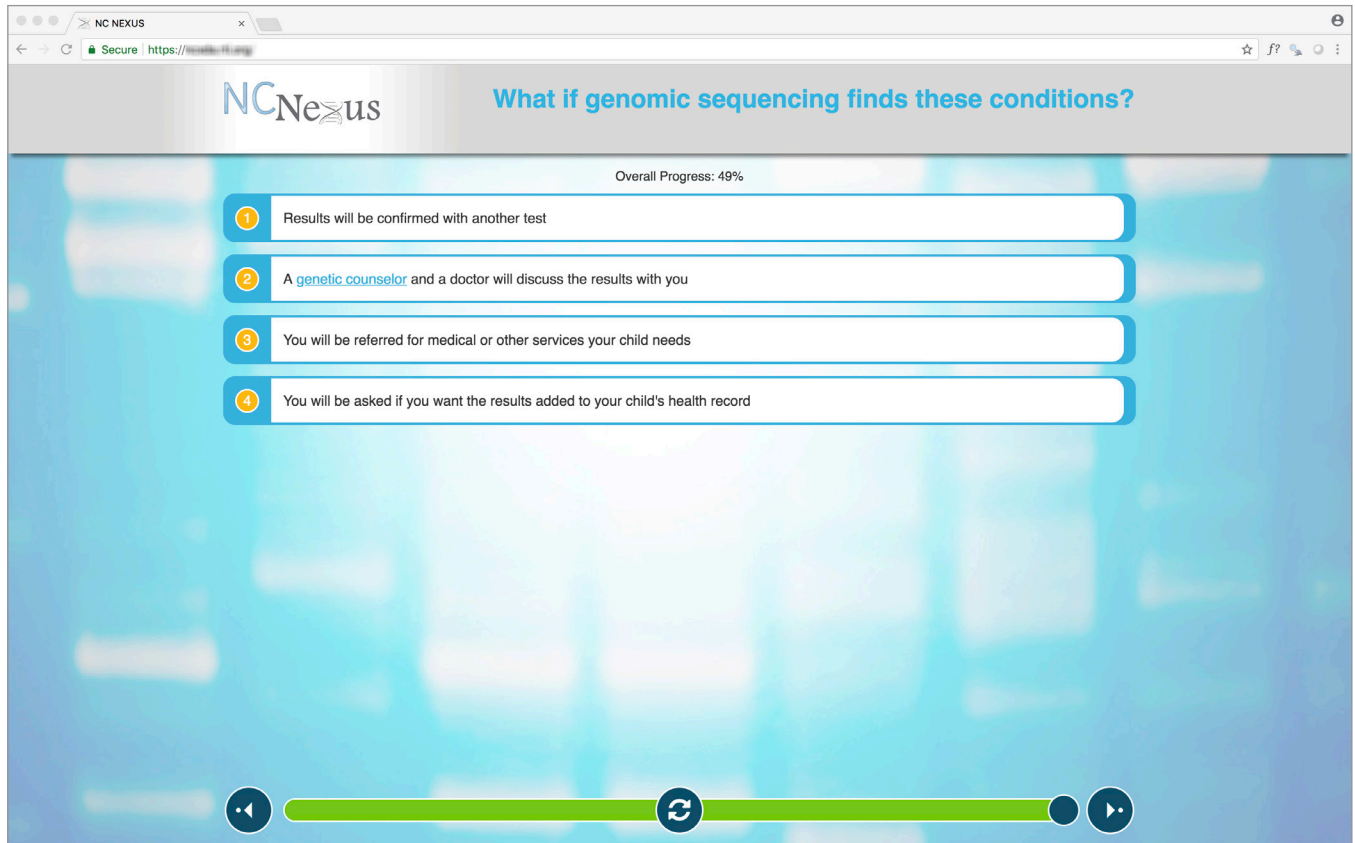 NC NEXUS
Secure https://
f?
NCNexus
What if genomic sequencing finds these conditions?
Overall Progress: 49%
1 Results will be confirmed with another test
2 A genetic counselor and a doctor will discuss the results with you
3 You will be referred for medical or other services your child needs
4 You will be asked if you want the results added to your child's health record